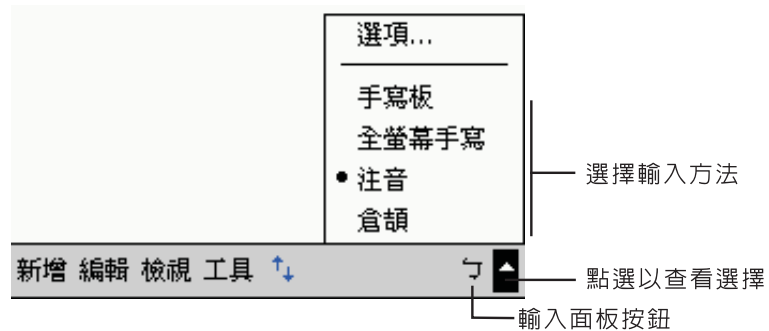 選項...
手寫板
全螢幕手寫
注音
倉頡
選擇輸入方法
新增 編輯 檢視 工具 ㄅ
點選以查看選擇
輸入面板按鈕